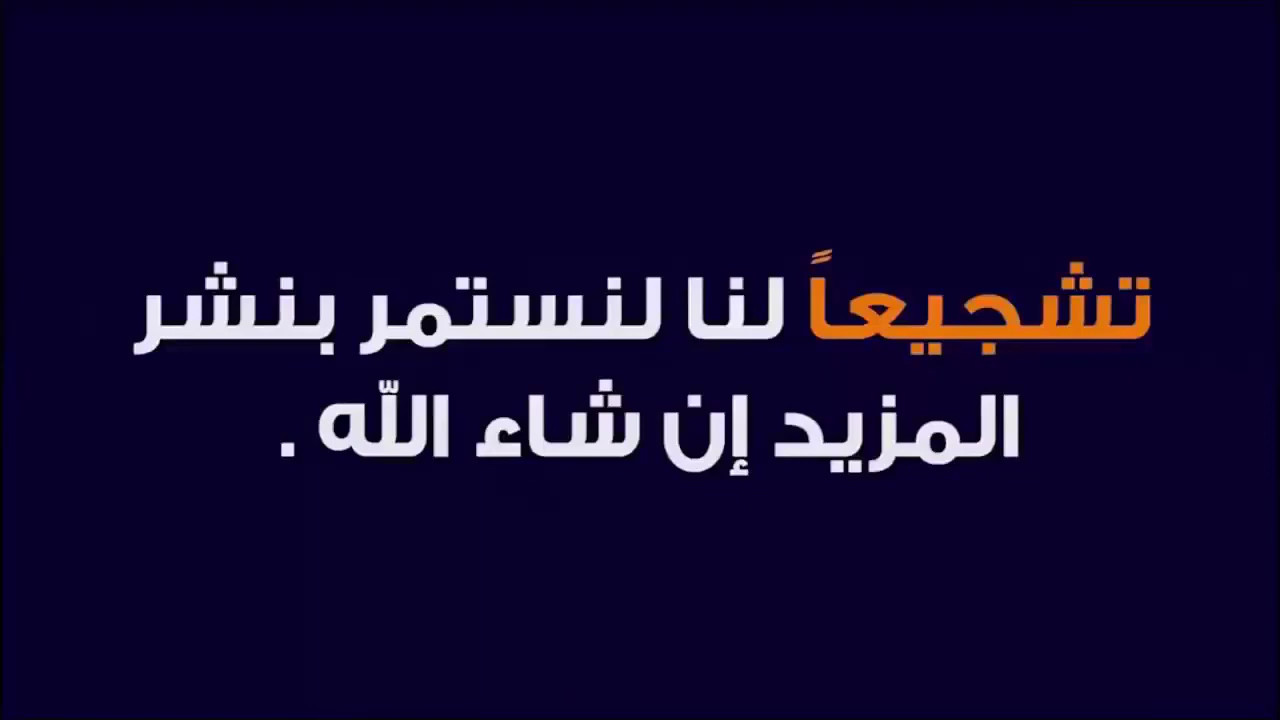 تشجيعاً لنا لنستمر بنشر
المزيد إن شاء اللّه .